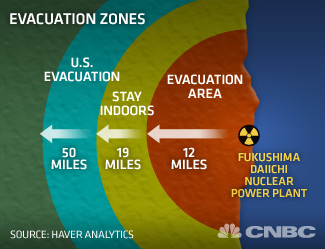 EVACUATION ZONES
U.S.
EVACUATION
STAY
INDOORS
EVACUATION
AREA
50
MILES
19
MILES
12
MILES
FUKUSHIMA
DAIICHI
NUCLEAR
POWER PLANT
SOURCE: HAVER ANALYTICS
CNBC